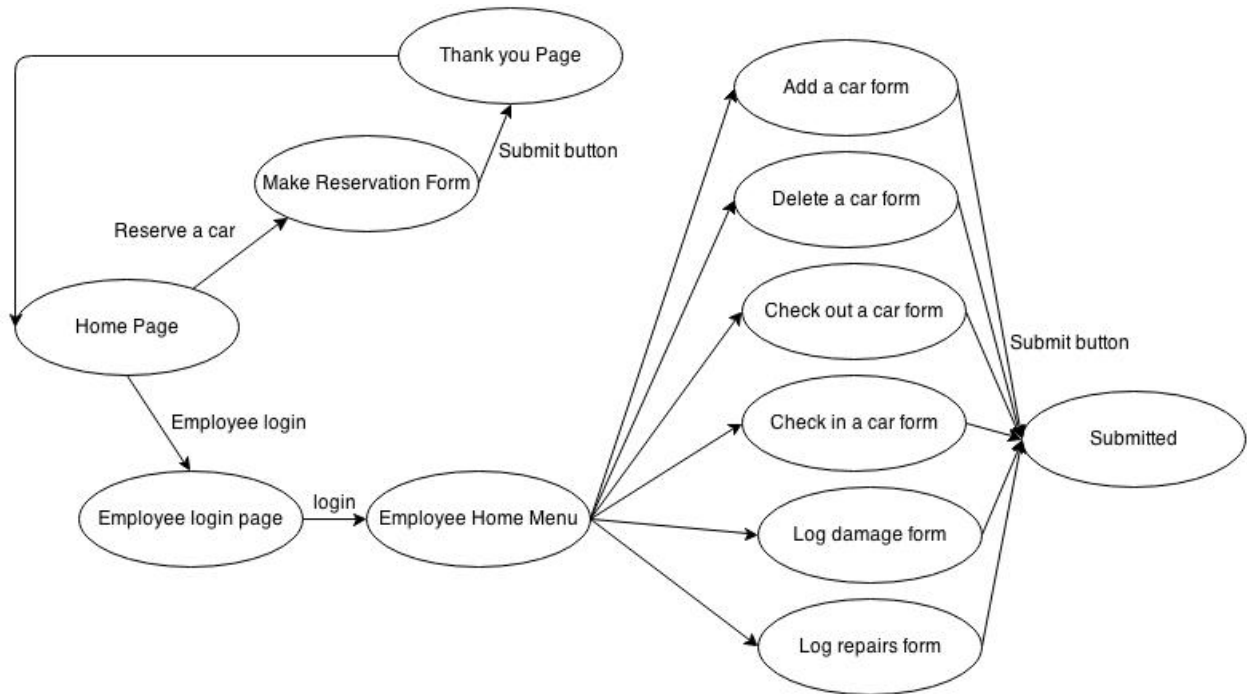 Thank you Page
Add a car form
Submit button
Make Reservation Form
Delete a car form
Reserve a car
Home Page
Check out a car form
Submit button
Employee login
Check in a car form
Submitted
Employee login page
login
Employee Home Menu
Log damage form
Log repairs form